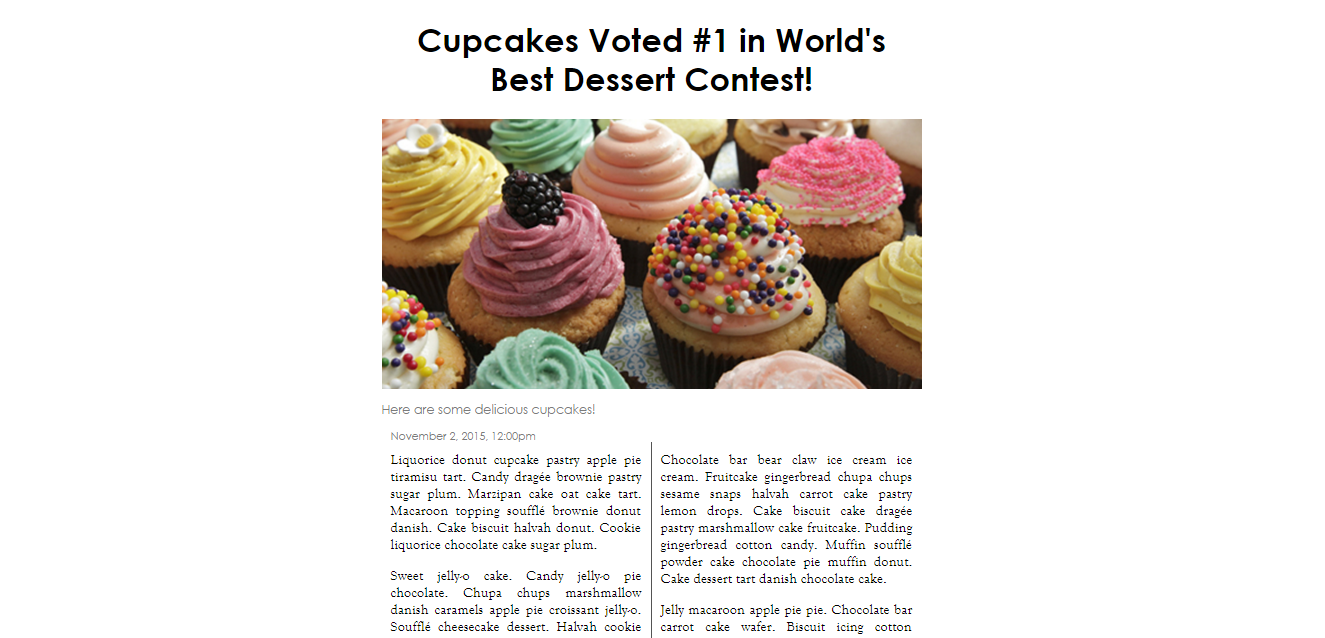 Cupcakes Voted #1 in World's
Best Dessert Contest!
Here are some delicious cupcakes!
November 2, 2015, 12:00pm
Liquorice donut cupcake pastry apple pie
tiramisu tart. Candy dragée brownie pastry
sugar plum. Marzipan cake oat cake tart.
Macaroon topping soufflé brownie donut
danish. Cake biscuit halvah donut. Cookie
liquorice chocolate cake sugar plum.
Sweet jelly-o cake. Candy jelly-o pie
chocolate. Chupa chups marshmallow
danish caramels apple pie croissant jelly-o.
Soufflé cheesecake dessert. Halvah cookie
Chocolate bar bear claw ice cream ice
cream. Fruitcake gingerbread chupa chups
sesame snaps halvah carrot cake pastry
lemon drops. Cake biscuit cake dragée
pastry marshmallow cake fruitcake. Pudding
gingerbread cotton candy. Muffin soufflé
powder cake chocolate pie muffin donut.
Cake dessert tart danish chocolate cake.
Jelly macaroon apple pie pie. Chocolate bar
carrot cake wafer. Biscuit icing cotton